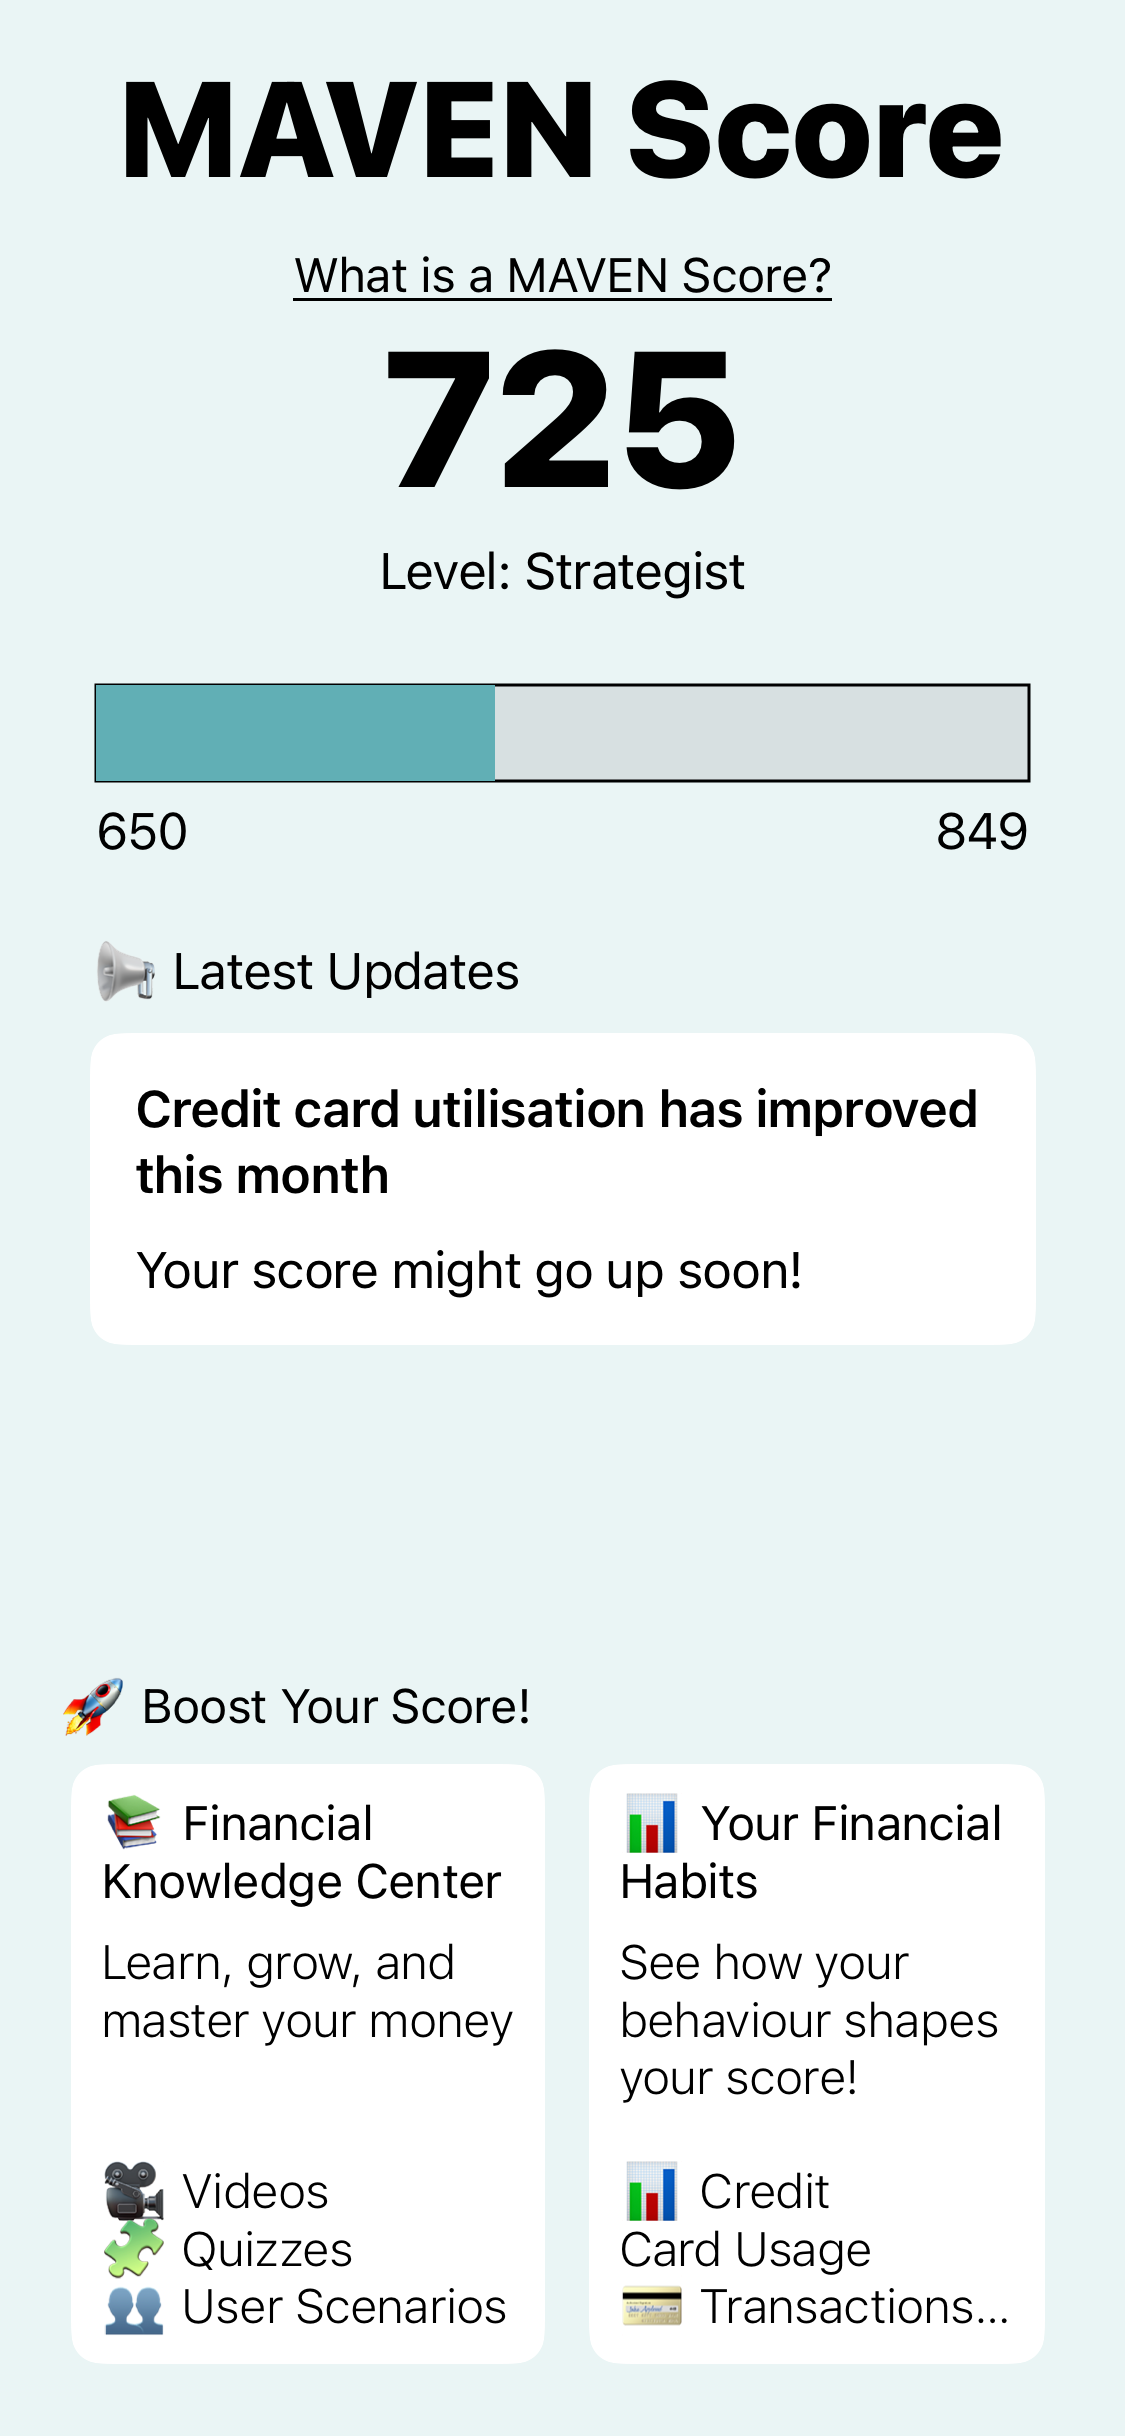 MAVEN Score
What is a MAVEN Score?
725
Level: Strategist
650
849
Latest Updates
Credit card utilisation has improved
this month
Your score might go up soon!
Boost Your Score!
Financial
Knowledge Center
Learn, grow, and
master your money
Videos
Quizzes
User Scenarios
Your Financial
Habits
See how your
behaviour shapes
your score!
Credit
Card Usage
Transactions...